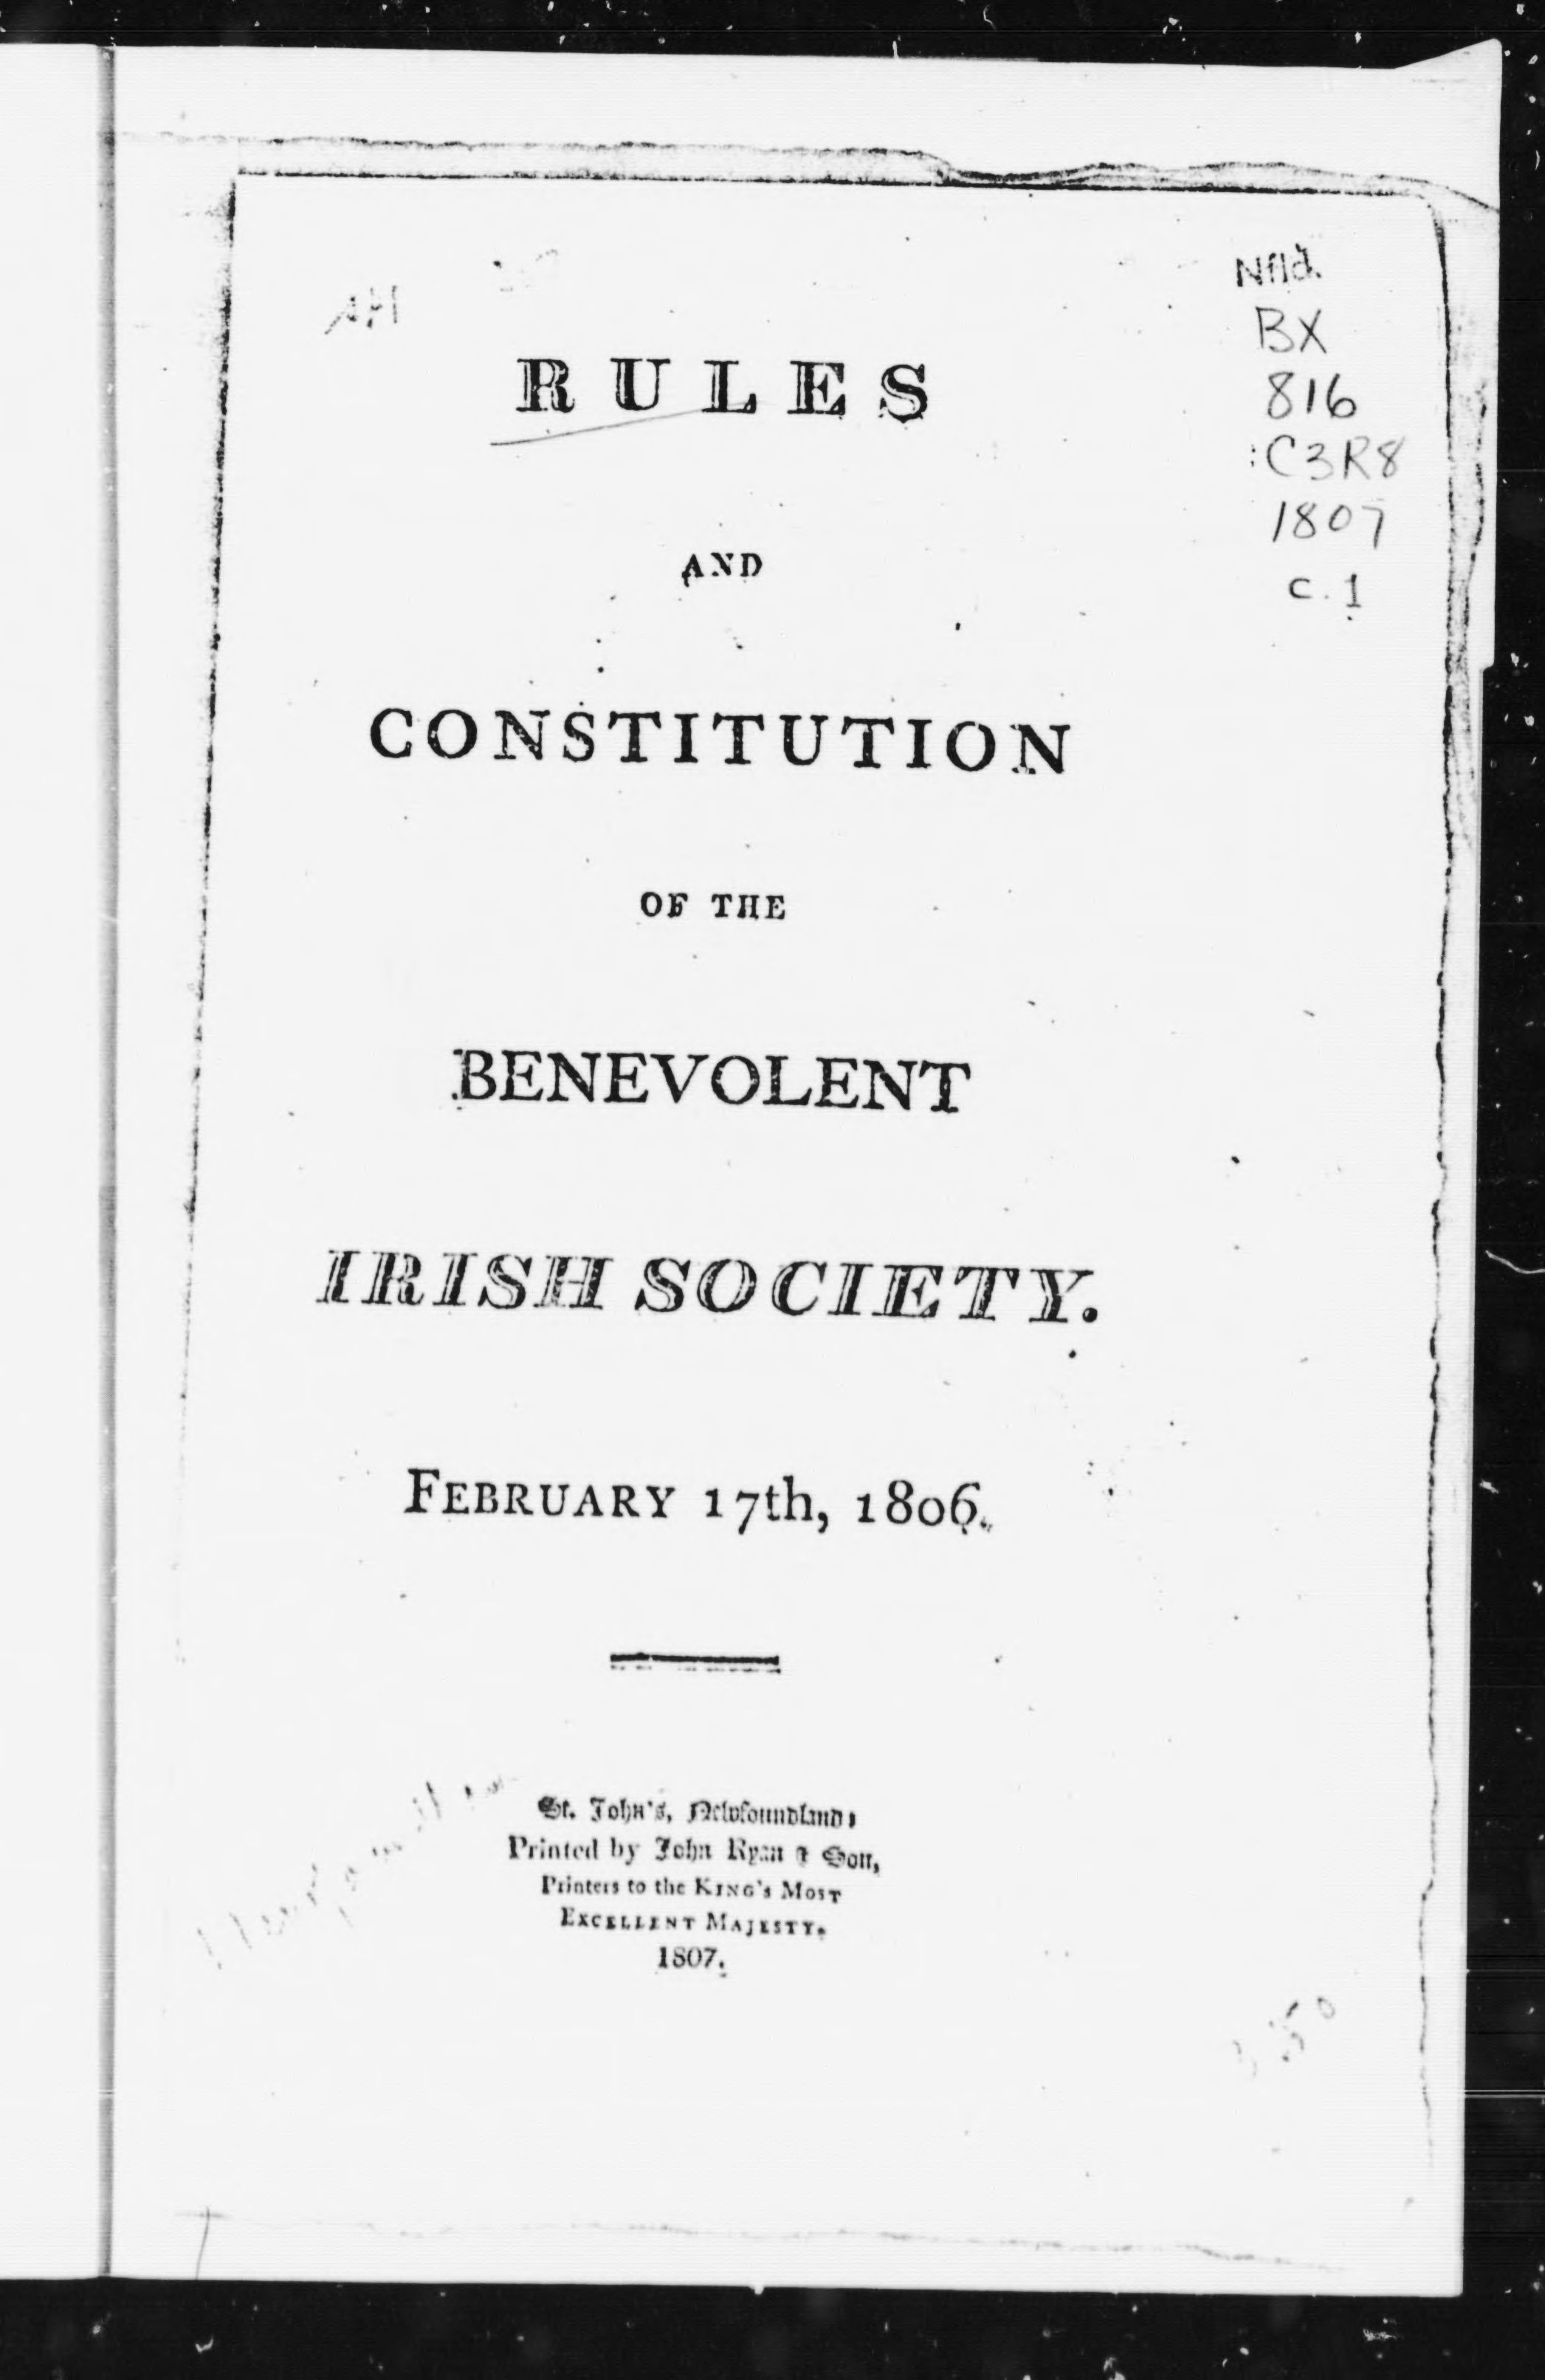 Nfld.
BX
816
C3R8
1807
c.1
RULES
AND
CONSTITUTION
OF THE
BENEVOLENT
IRISH SOCIETY.
FEBRUARY 17th, 1806.
St. John's, Newfoundland:
Printed by John Ryan & Son,
Printers to the KING'S MOST
EXCELLENT MAJESTY.
1807.